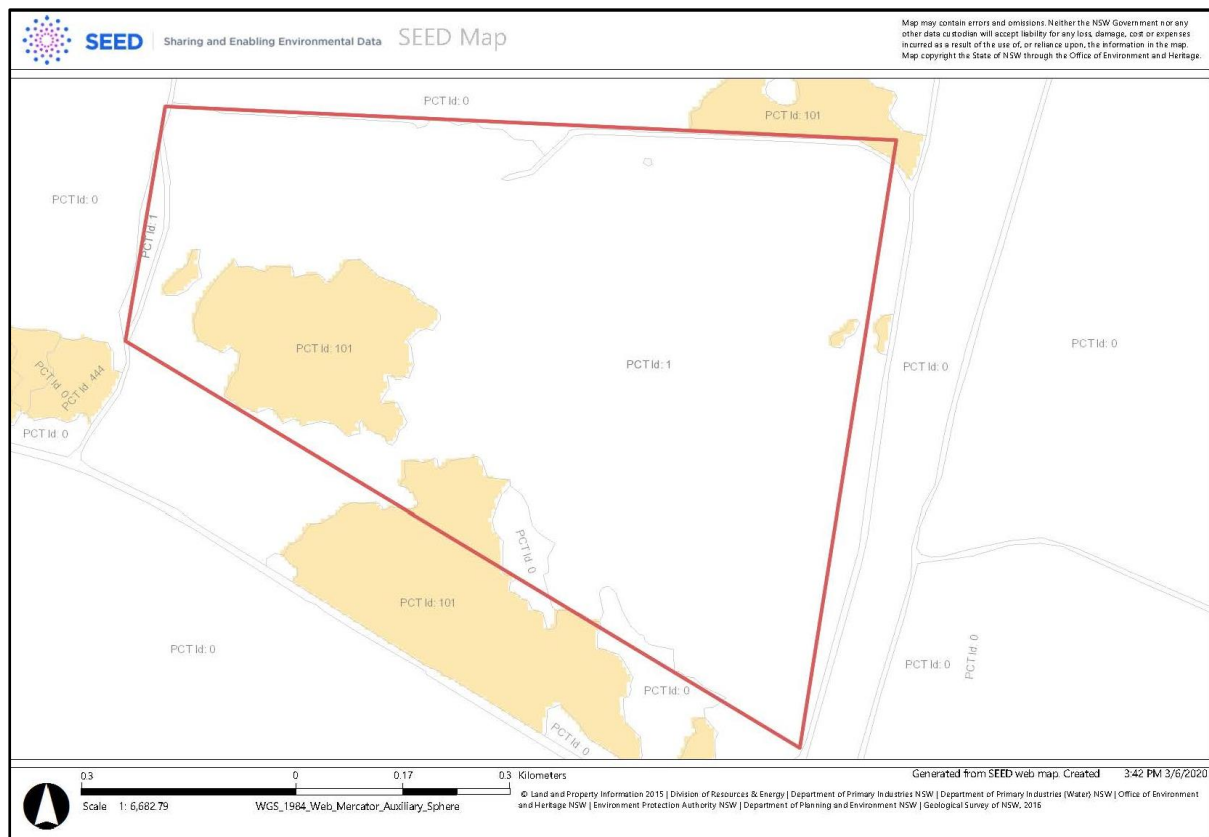 SEED Sharing and Enabling Environmental Data SEED Map
Map may contain errors and omissions. Neither the NSW Government nor any
other data custodian will accept liability for any loss, damage, cost or expenses
incurred as a result of the use of, or reliance upon, the information in the map.
Map copyright the State of NSW through the Office of Environment and Heritage.
PCT Id: 0
PCT Id: 101
PCT Id: 0
PCT Id: 1
PCT Id: 101
PCT Id: 1
PCT Id: 0
PCT Id: 0
PCT Id: 0
PCT Id: 444
PCT Id: 0
PCT Id: 0
PCT Id: 101
PCT Id: 0
PCT Id: 0
PCT Id: 0
PCT Id: 0
PCT Id: 0
0.3 0 0.17 0.3 Kilometers
Generated from SEED web map. Created 3:42 PM 3/6/2020
Scale 1: 6,682.79 WGS_1984_Web_Mercator_Auxiliary_Sphere
© Land and Property Information 2015 | Division of Resources & Energy | Department of Primary Industries NSW | Department of Primary Industries (Water) NSW | Office of Environment
and Heritage NSW | Environment Protection Authority NSW | Department of Planning and Environment NSW | Geological Survey of NSW, 2016